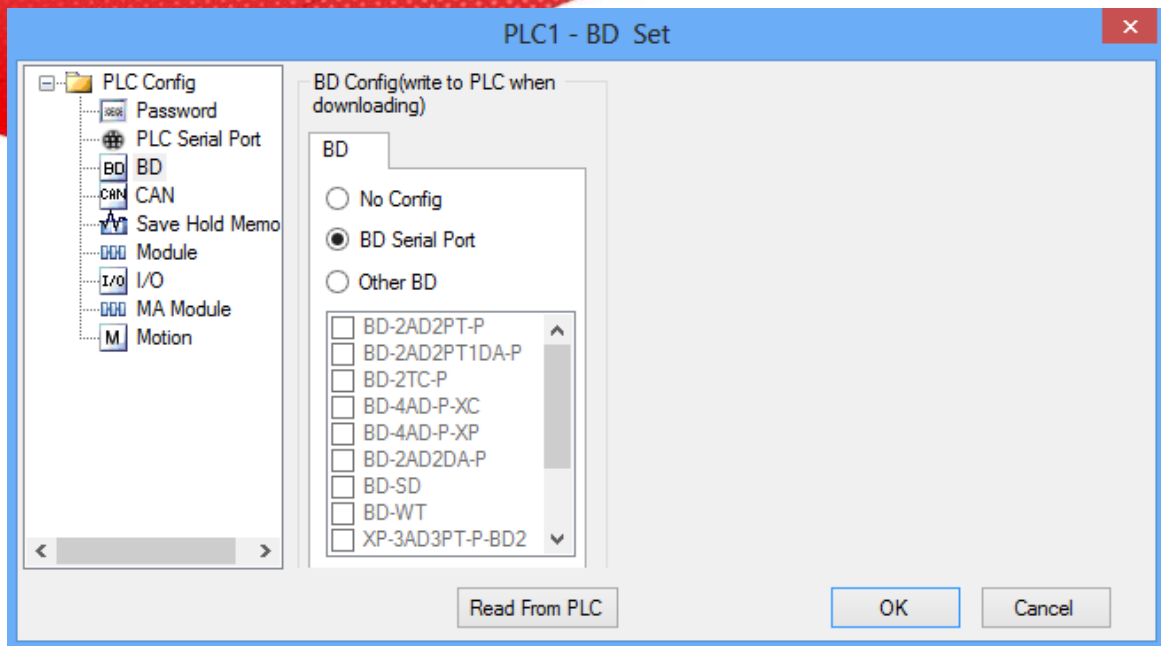 PLC1 - BD Set
PLC Config
Password
PLC Serial Port
BD BD
CAN CAN
Save Hold Memo
Module
I/O I/O
MA Module
M Motion
BD Config(write to PLC when
downloading)
BD
No Config
BD Serial Port
Other BD
BD-2AD2PT-P
BD-2AD2PT1DA-P
BD-2TC-P
BD-4AD-P-XC
BD-4AD-P-XP
BD-2AD2DA-P
BD-SD
BD-WT
XP-3AD3PT-P-BD2
Read From PLC
OK
Cancel